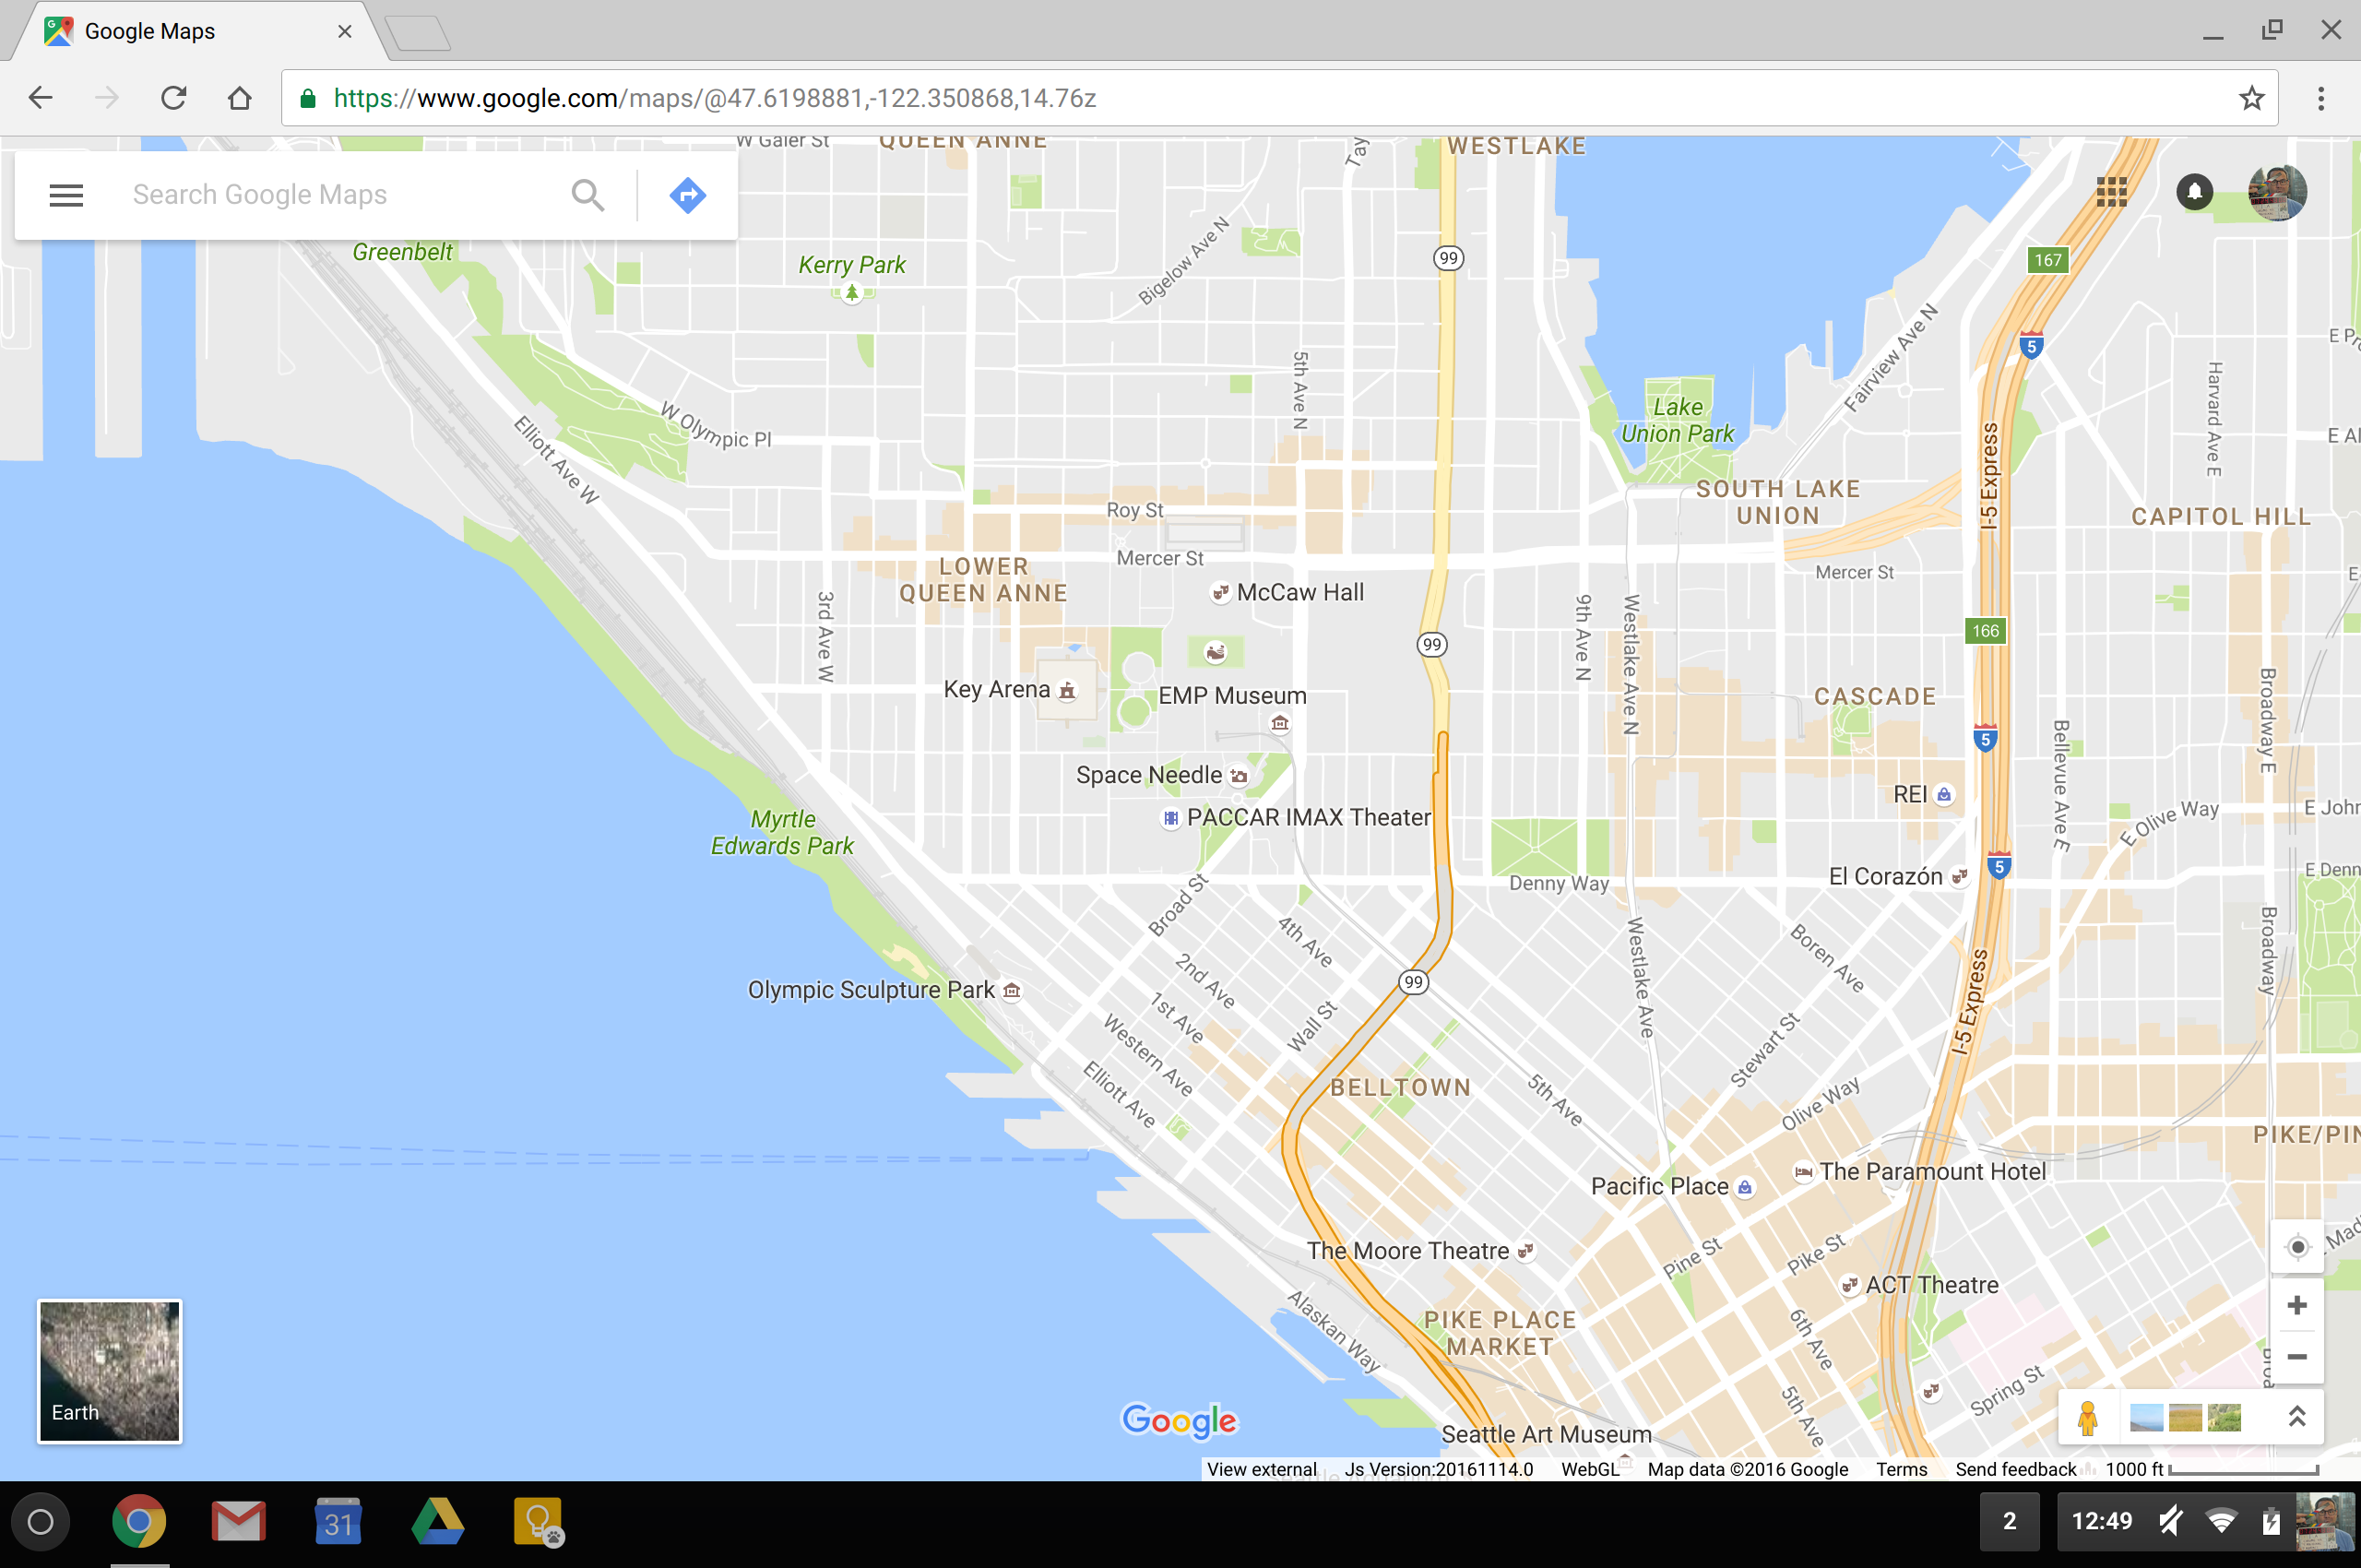 Google Maps
https://www.google.com/maps/@47.6198881,-122.350868,14.76z
W Galer St
QUEEN ANNE
WESTLAKE
Tay
Search Google Maps
Greenbelt
Kerry Park
Bigelow Ave N
99
167
5
Fairview Ave N
5th Ave N
Harvard Ave E
W Olympic Pl
Elliott Ave W
Lake
Union Park
I-5 Express
E Al
SOUTH LAKE
UNION
CAPITOL HILL
Roy St
Mercer St
Mercer St
LOWER
QUEEN ANNE
McCaw Hall
3rd Ave W
9th Ave N
Westlake Ave N
99
166
Key Arena
EMP Museum
CASCADE
Broadway E
5
Bellevue Ave E
Space Needle
REI
PACCAR IMAX Theater
E Olive Way
E John
Myrtle
Edwards Park
Denny Way
El Corazón
5
E Denn
Broad St
4th Ave
Westlake Ave
Boren Ave
Broadway
2nd Ave
99
Olympic Sculpture Park
1st Ave
Wall St
I-5 Express
Western Ave
Stewart St
Elliott Ave
BELLTOWN
5th Ave
Olive Way
PIKE/PIN
Pacific Place
The Paramount Hotel
The Moore Theatre
Pine St
Pike St
Madi
ACT Theatre
Alaskan Way
PIKE PLACE
MARKET
6th Ave
Spring St
5th Ave
Earth
Google
Seattle Art Museum
View external
Js Version:20161114.0
WebGL
Map data ©2016 Google
Terms
Send feedback
1000 ft
31
2
12:49